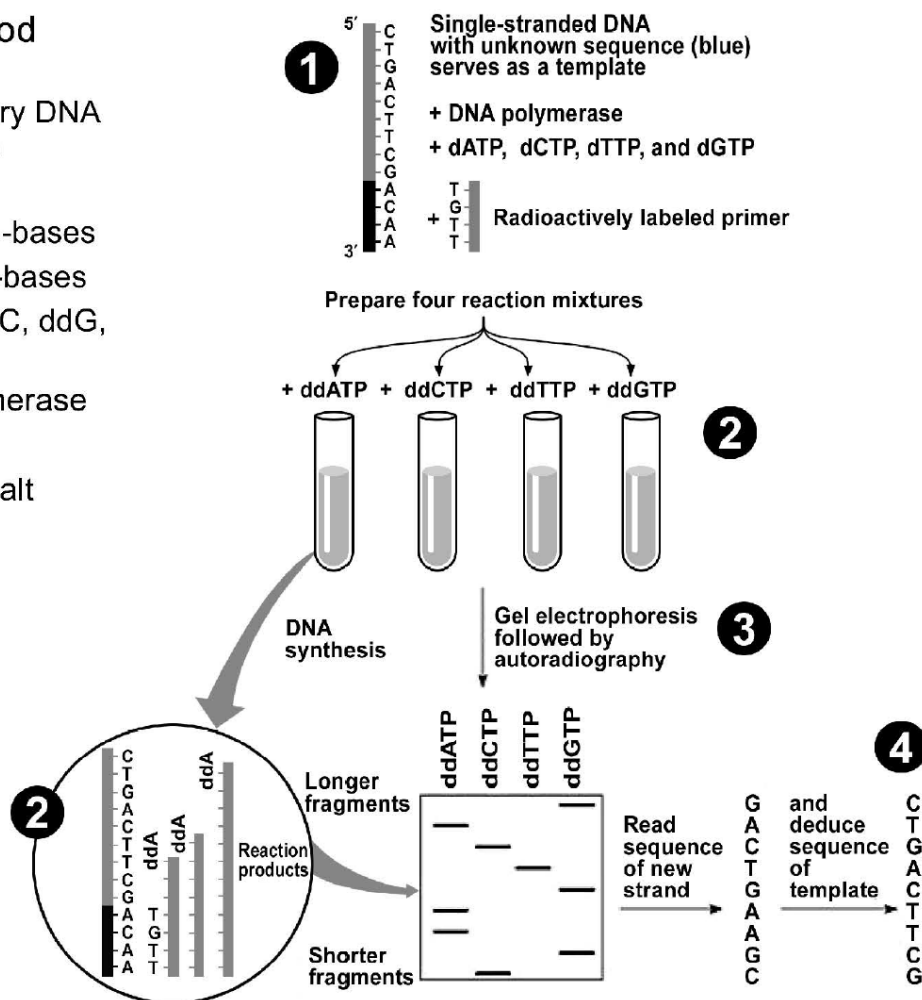 od
ry DNA
-bases
-bases
C, ddG,
merase
alt
1
5′
C
T
G
A
C
T
T
C
G
A
C
A
A
3′
Single-stranded DNA
with unknown sequence (blue)
serves as a template
+ DNA polymerase
+ dATP, dCTP, dTTP, and dGTP
+
T
G
T
T
Radioactively labeled primer
Prepare four reaction mixtures
+ ddATP + ddCTP + ddTTP + ddGTP
2
DNA
synthesis
Gel electrophoresis
followed by
autoradiography
3
2
C
T
G
A
C
T
T
C
G
A
C
A
A
ddA
T
G
T
T
ddA
ddA
Reaction
products
Longer
fragments
Shorter
fragments
ddATP
ddCTP
ddTTP
ddGTP
Read
sequence
of new
strand
G
A
C
T
G
A
A
G
C
and
deduce
sequence
of
template
4
C
T
G
A
C
T
T
C
G